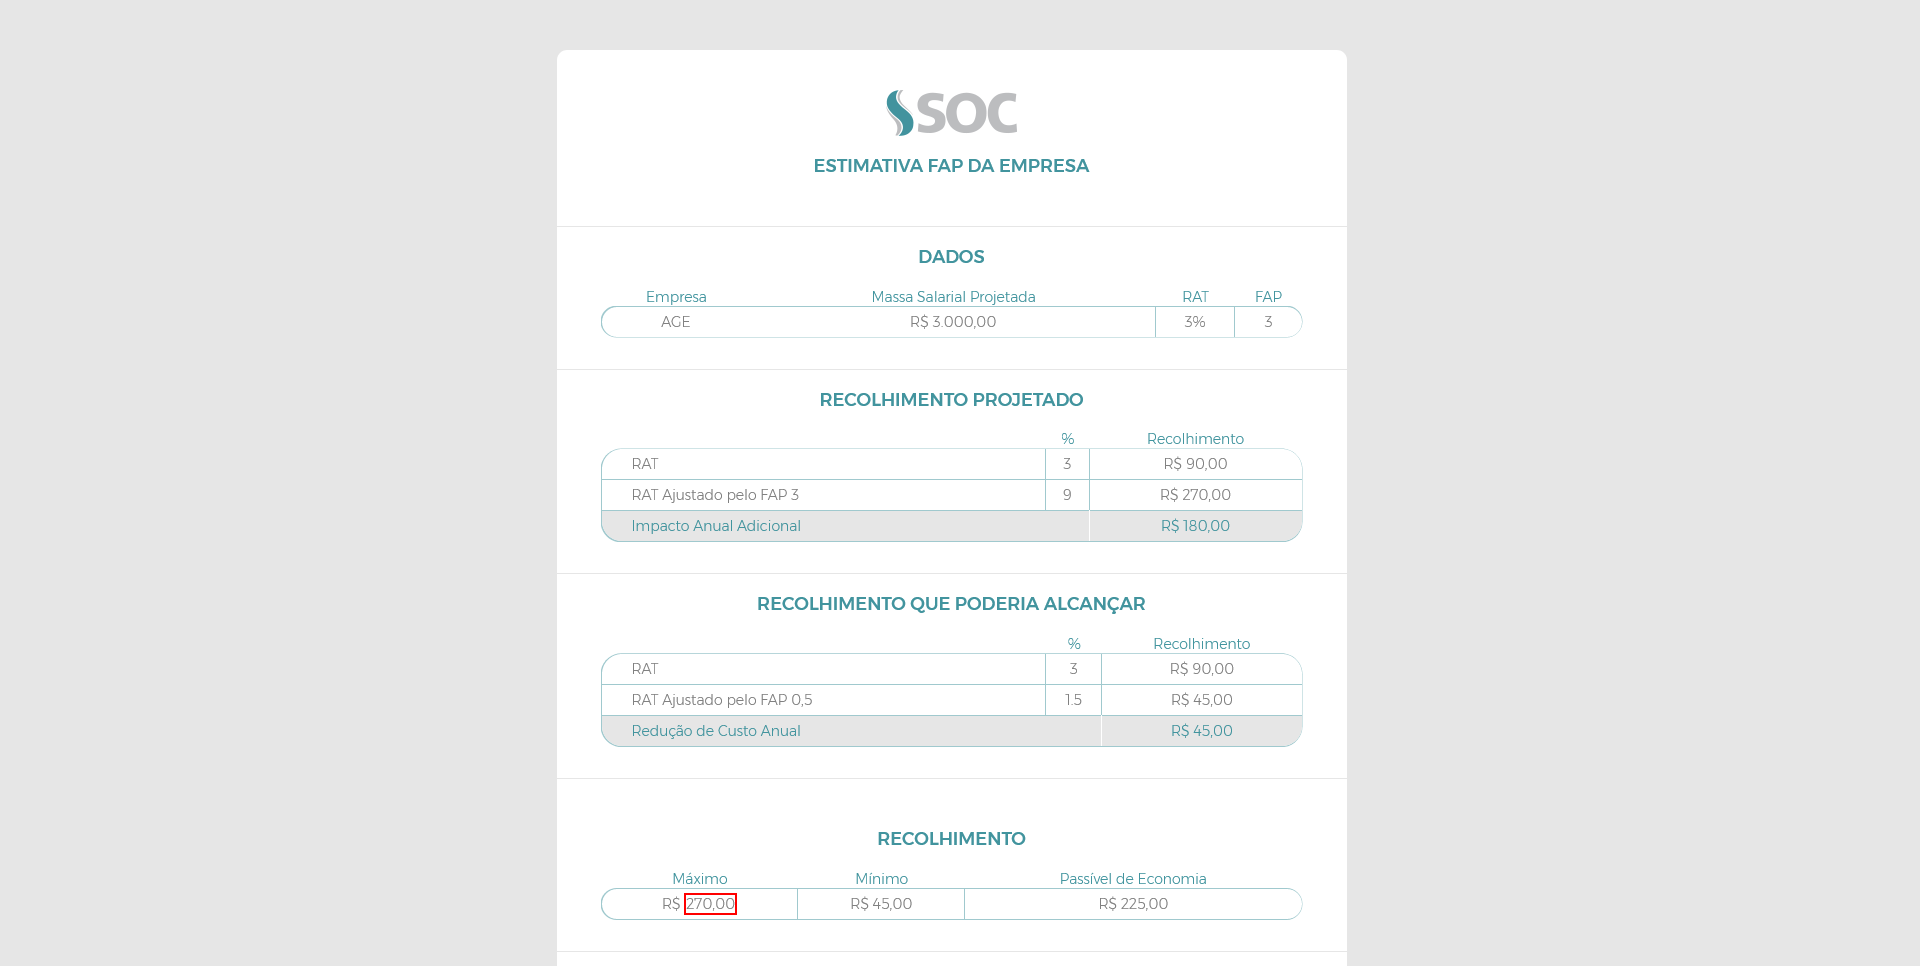 SOC
ESTIMATIVA FAP DA EMPRESA
DADOS
Empresa Massa Salarial Projetada RAT FAP
AGE R$ 3.000,00 3% 3
RECOLHIMENTO PROJETADO
% Recolhimento
RAT 3 R$ 90,00
RAT Ajustado pelo FAP 3 9 R$ 270,00
Impacto Anual Adicional R$ 180,00
RECOLHIMENTO QUE PODERIA ALCANÇAR
% Recolhimento
RAT 3 R$ 90,00
RAT Ajustado pelo FAP 0,5 1.5 R$ 45,00
Redução de Custo Anual R$ 45,00
RECOLHIMENTO
Máximo Mínimo Passível de Economia
R$ 270,00 R$ 45,00 R$ 225,00